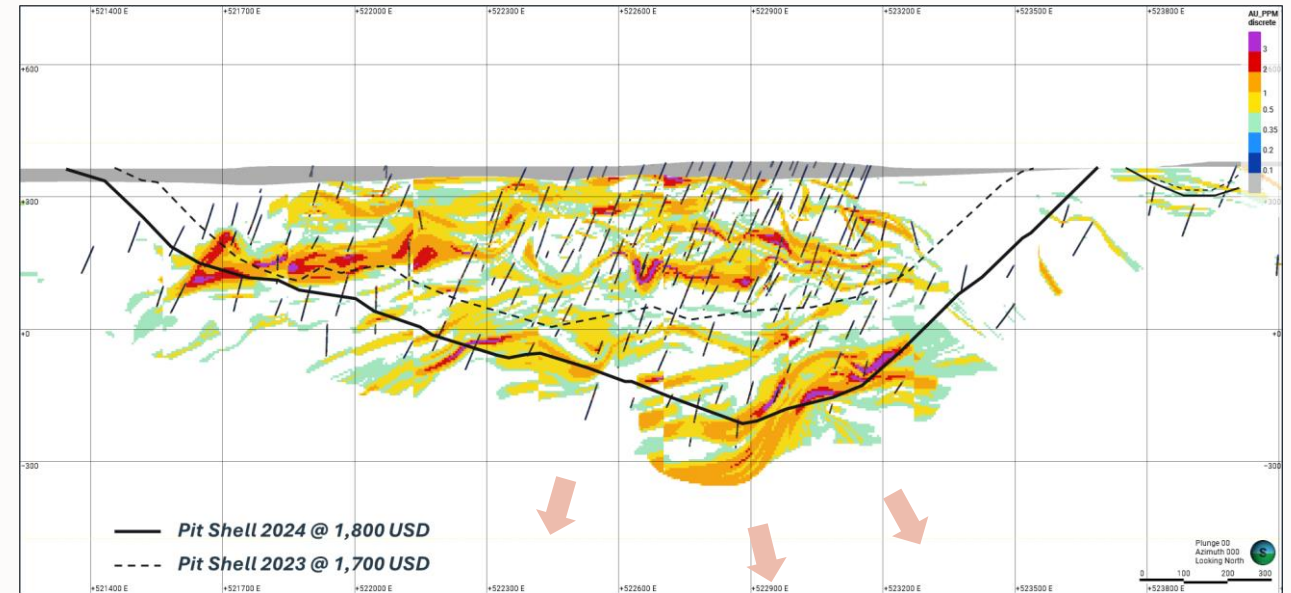 +521400 E +521700 E +522000 E +522300 E +522600 E +522900 E +523200 E +523500 E +523800 E
AU_PPM
discrete
3
2
1
0.5
0.35
0.2
0.1
+600
+300
+300
+0
+0
-300
-300
Pit Shell 2024 @ 1,800 USD
Pit Shell 2023 @ 1,700 USD
Plunge 00
Azimuth 000
Looking North
S
0 100 200 300
+521400 E +521700 E +522000 E +522300 E +522600 E +522900 E +523200 E +523500 E +523800 E